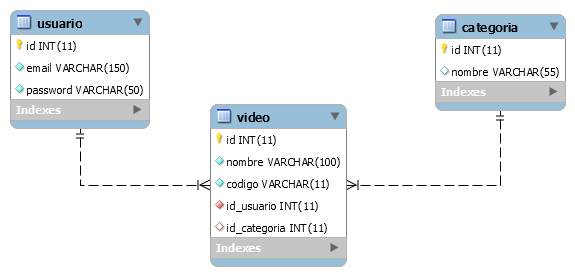 usuario
id INT(11)
email VARCHAR(150)
password VARCHAR(50)
Indexes
categoria
id INT(11)
nombre VARCHAR(55)
Indexes
video
id INT(11)
nombre VARCHAR(100)
codigo VARCHAR(11)
id_usuario INT(11)
id_categoria INT(11)
Indexes